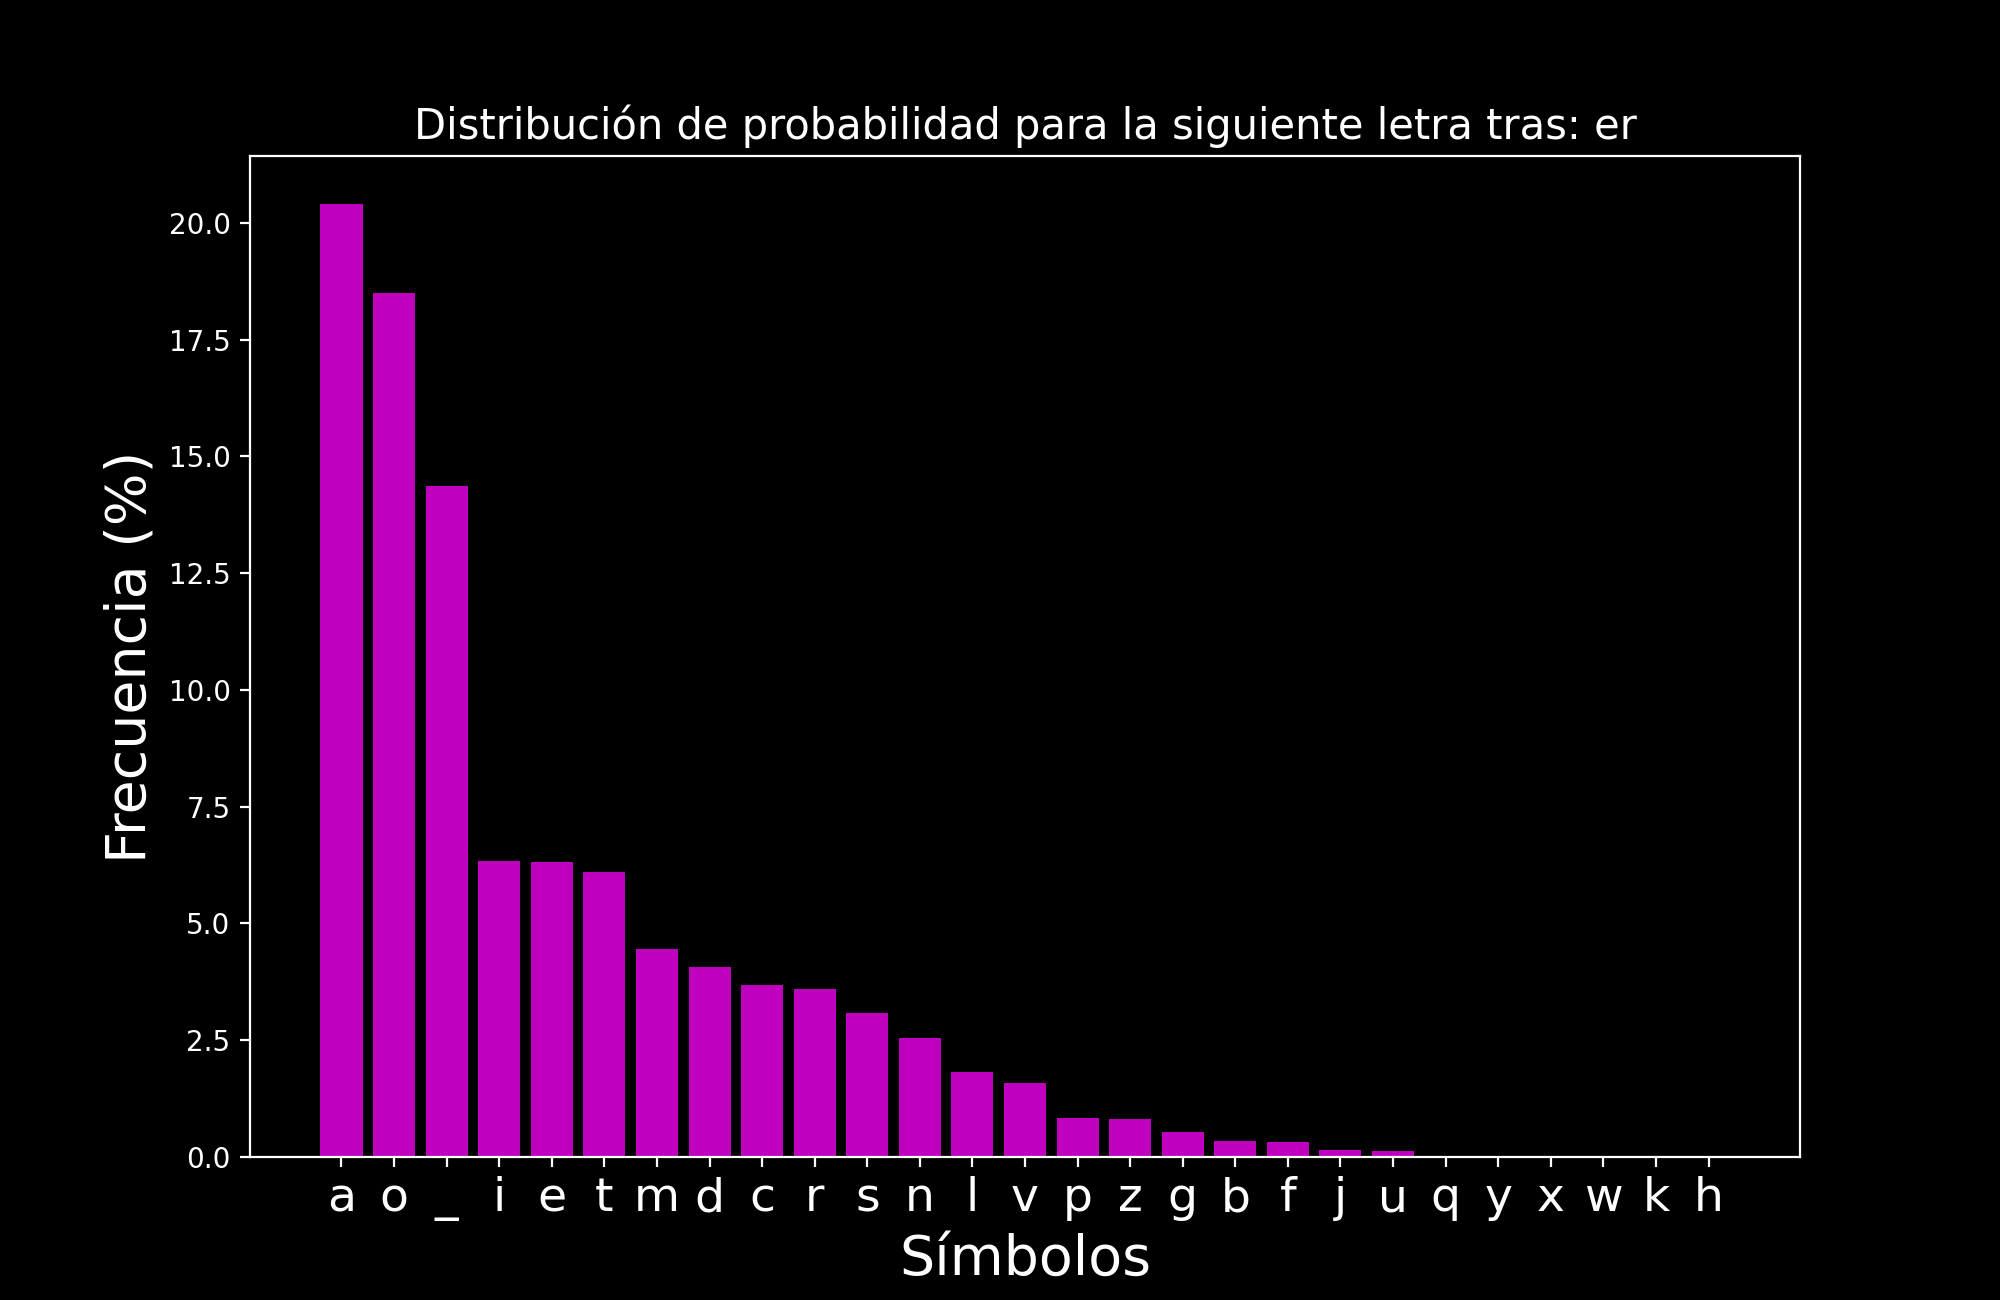 Distribución de probabilidad para la siguiente letra tras: er
Frecuencia (%)
20.0
17.5
15.0
12.5
10.0
7.5
5.0
2.5
0.0
a o _ i e t m d c r s n l v p z g b f j u q y x w k h
Símbolos